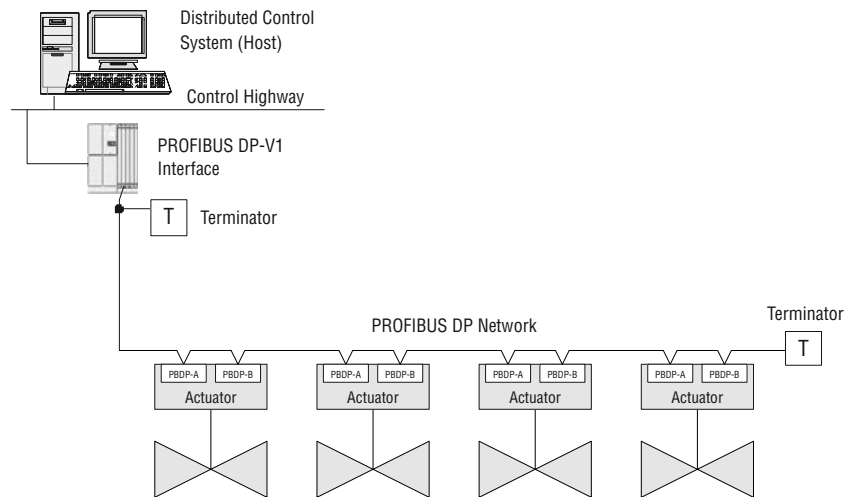 Distributed Control
System (Host)
Control Highway
PROFIBUS DP-V1
Interface
T
Terminator
PROFIBUS DP Network
Terminator
T
PBDP-A
PBDP-B
Actuator
PBDP-A
PBDP-B
Actuator
PBDP-A
PBDP-B
Actuator
PBDP-A
PBDP-B
Actuator